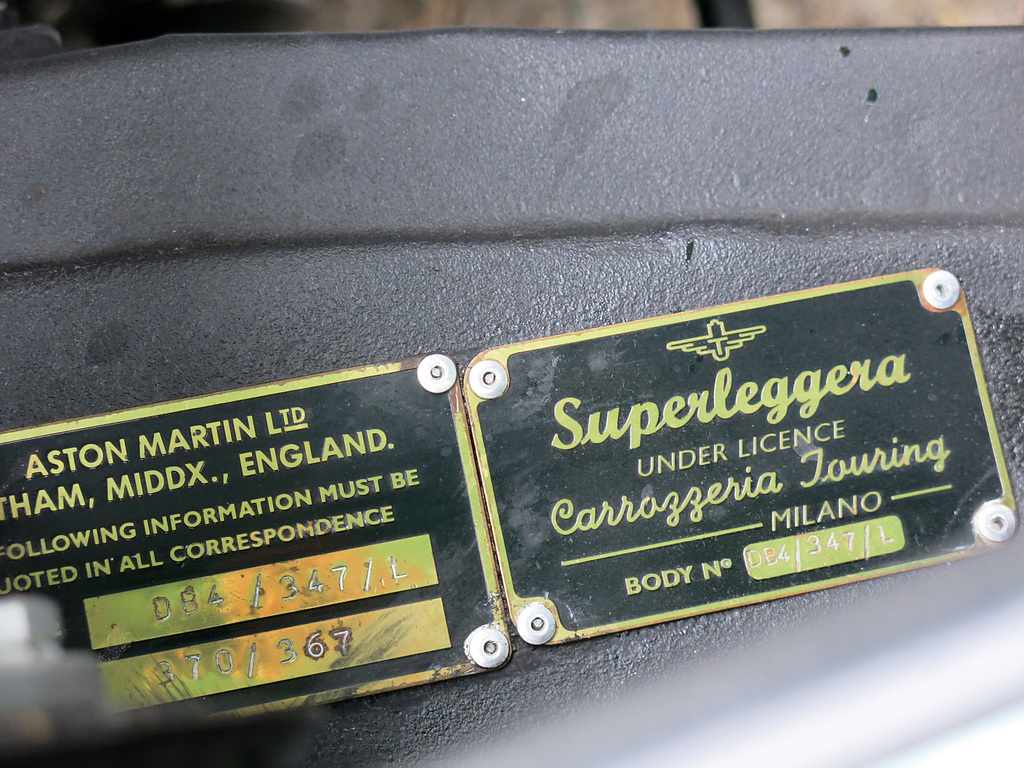 ASTON MARTIN LTD
THAM, MIDDX., ENGLAND.
FOLLOWING INFORMATION MUST BE
UOTED IN ALL CORRESPONDENCE
DB4/347/L
370/367
Superleggera
UNDER LICENCE
Carrozzeria Touring
MILANO
BODY Nº DB4/347/L